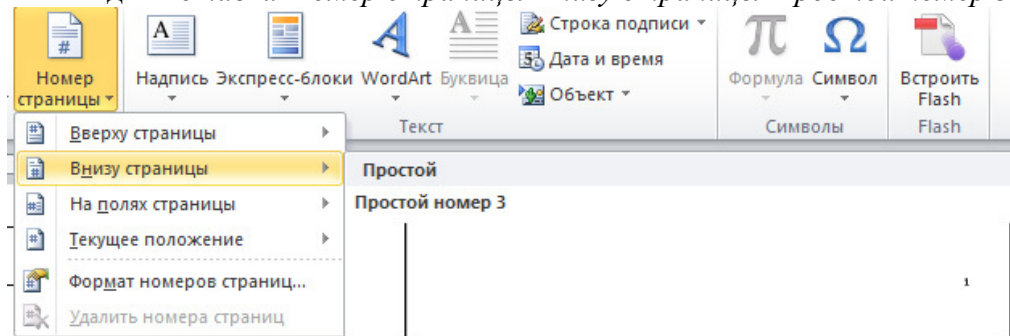 Номер страницы
Надпись
Экспресс-блоки
WordArt
Буквица
Строка подписи
Дата и время
Объект
Формула
Символ
Встроить Flash
Текст
Символы
Flash
Вверху страницы
Внизу страницы
На полях страницы
Текущее положение
Формат номеров страниц...
Удалить номера страниц
Простой
Простой номер 3
1